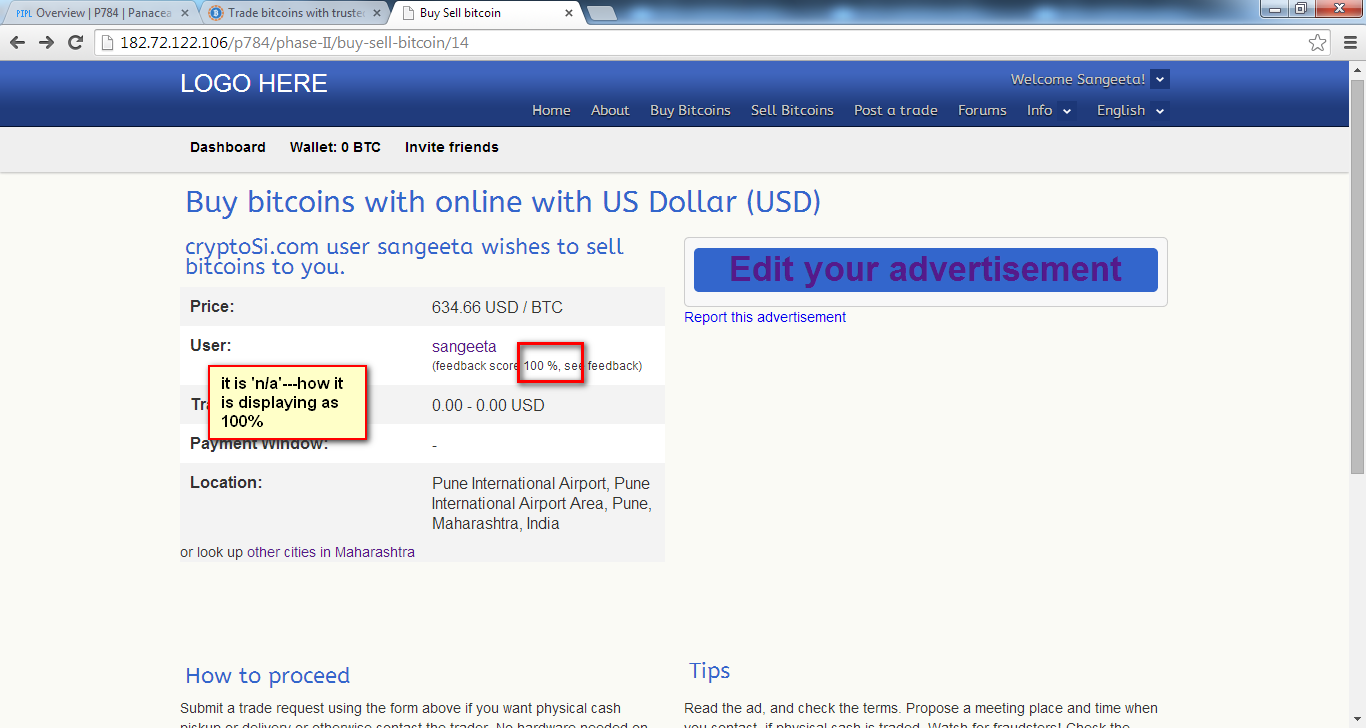 PIPL Overview | P784 | Panacea
Trade bitcoins with truste
Buy Sell bitcoin
182.72.122.106/p784/phase-II/buy-sell-bitcoin/14
LOGO HERE
Welcome Sangeeta!
Home About Buy Bitcoins Sell Bitcoins Post a trade Forums Info English
Dashboard Wallet: 0 BTC Invite friends
Buy bitcoins with online with US Dollar (USD)
cryptoSi.com user sangeeta wishes to sell
bitcoins to you.
Edit your advertisement
Report this advertisement
Price: 634.66 USD / BTC
User: sangeeta
(feedback score 100 %, see feedback)
it is 'n/a'---how it
is displaying as
100%
Tra 0.00 - 0.00 USD
Payment Window: -
Location: Pune International Airport, Pune
International Airport Area, Pune,
Maharashtra, India
or look up other cities in Maharashtra
How to proceed
Submit a trade request using the form above if you want physical cash
pickup or delivery or otherwise contact the trader. No hardware needed on
Tips
Read the ad, and check the terms. Propose a meeting place and time when
you contact, if physical cash is traded. Watch for fraudsters! Check the